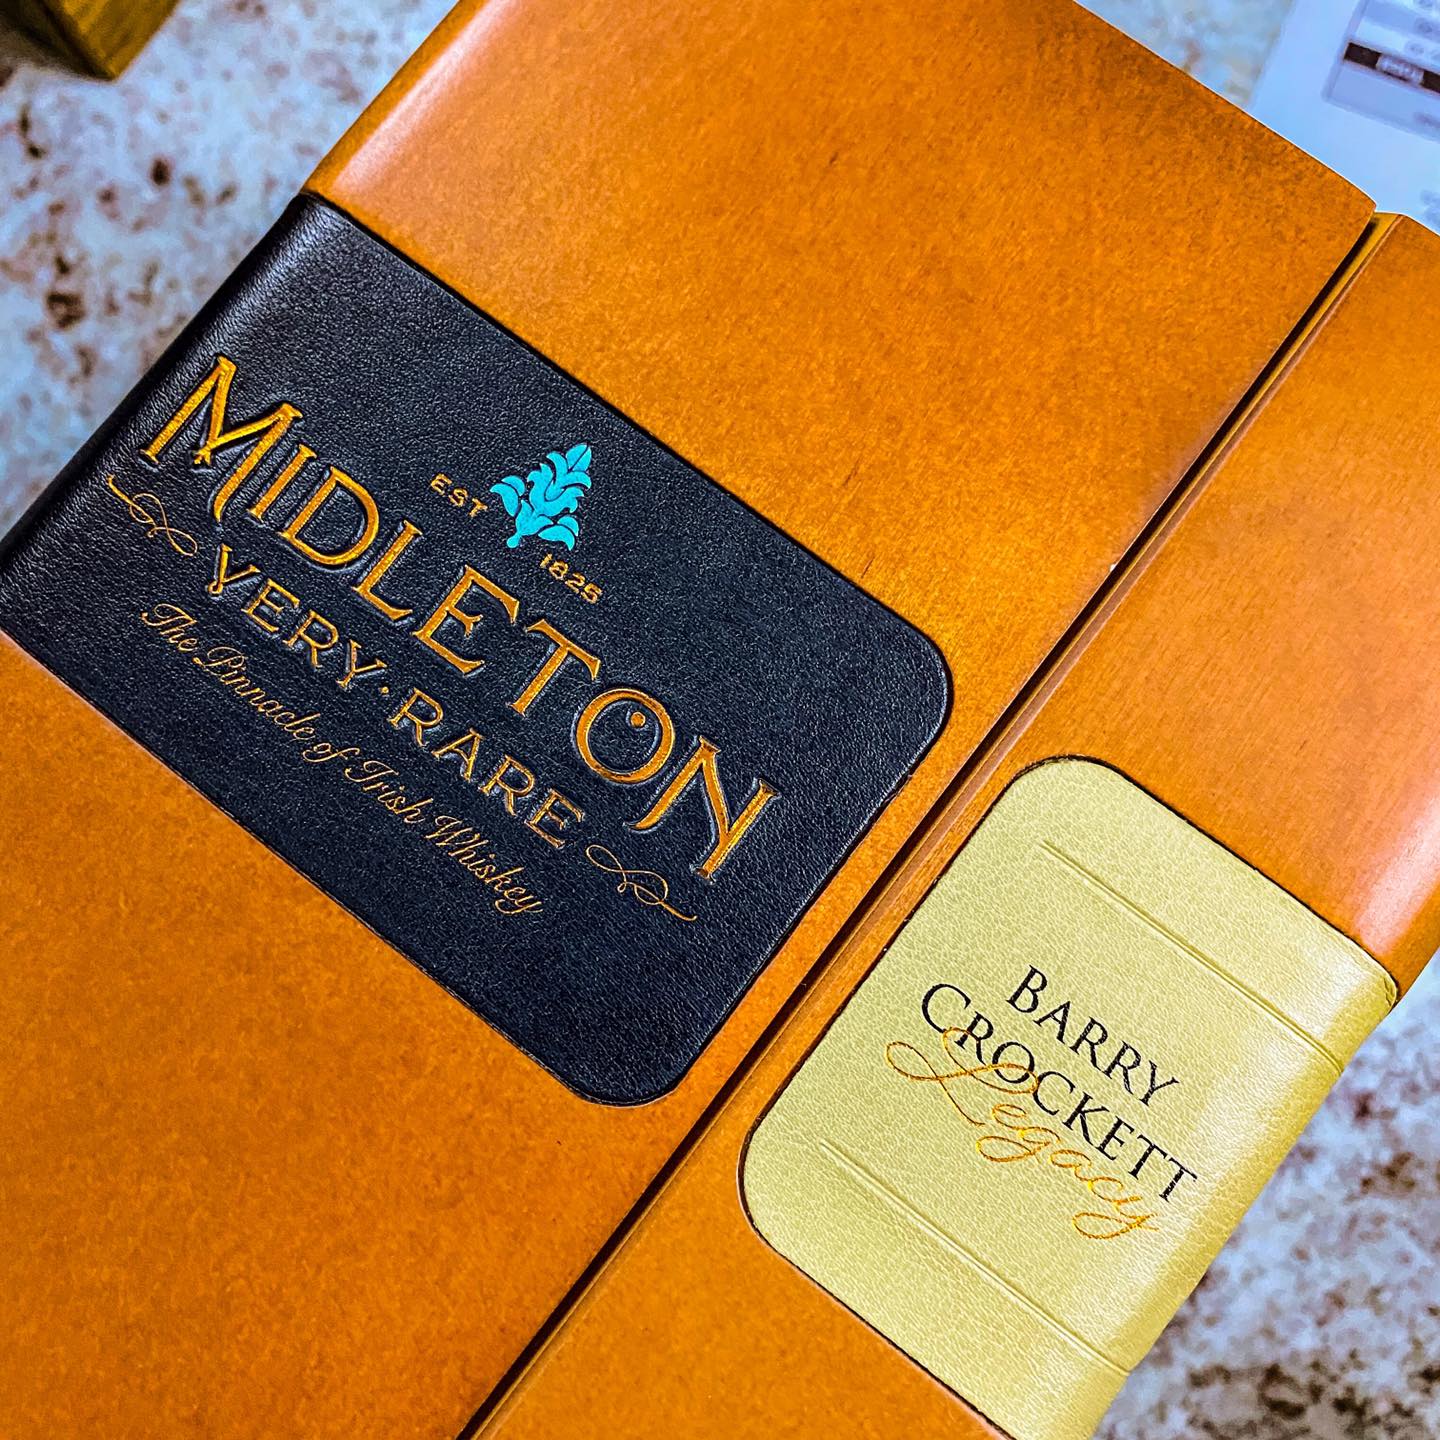 EST 1825
MIDLETON
VERY·RARE
The Pinnacle of Irish Whiskey
BARRY
CROCKETT
Legacy